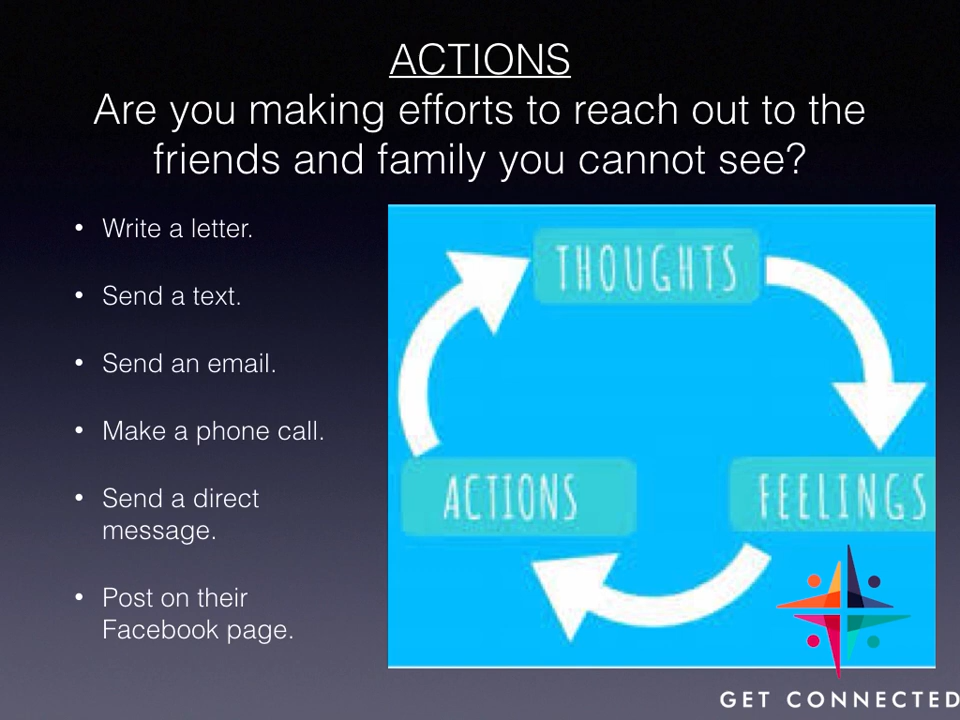 ACTIONS
Are you making efforts to reach out to the
friends and family you cannot see?
• Write a letter.
• Send a text.
• Send an email.
• Make a phone call.
• Send a direct
message.
• Post on their
Facebook page.
THOUGHTS
ACTIONS
FEELINGS
GET CONNECTED